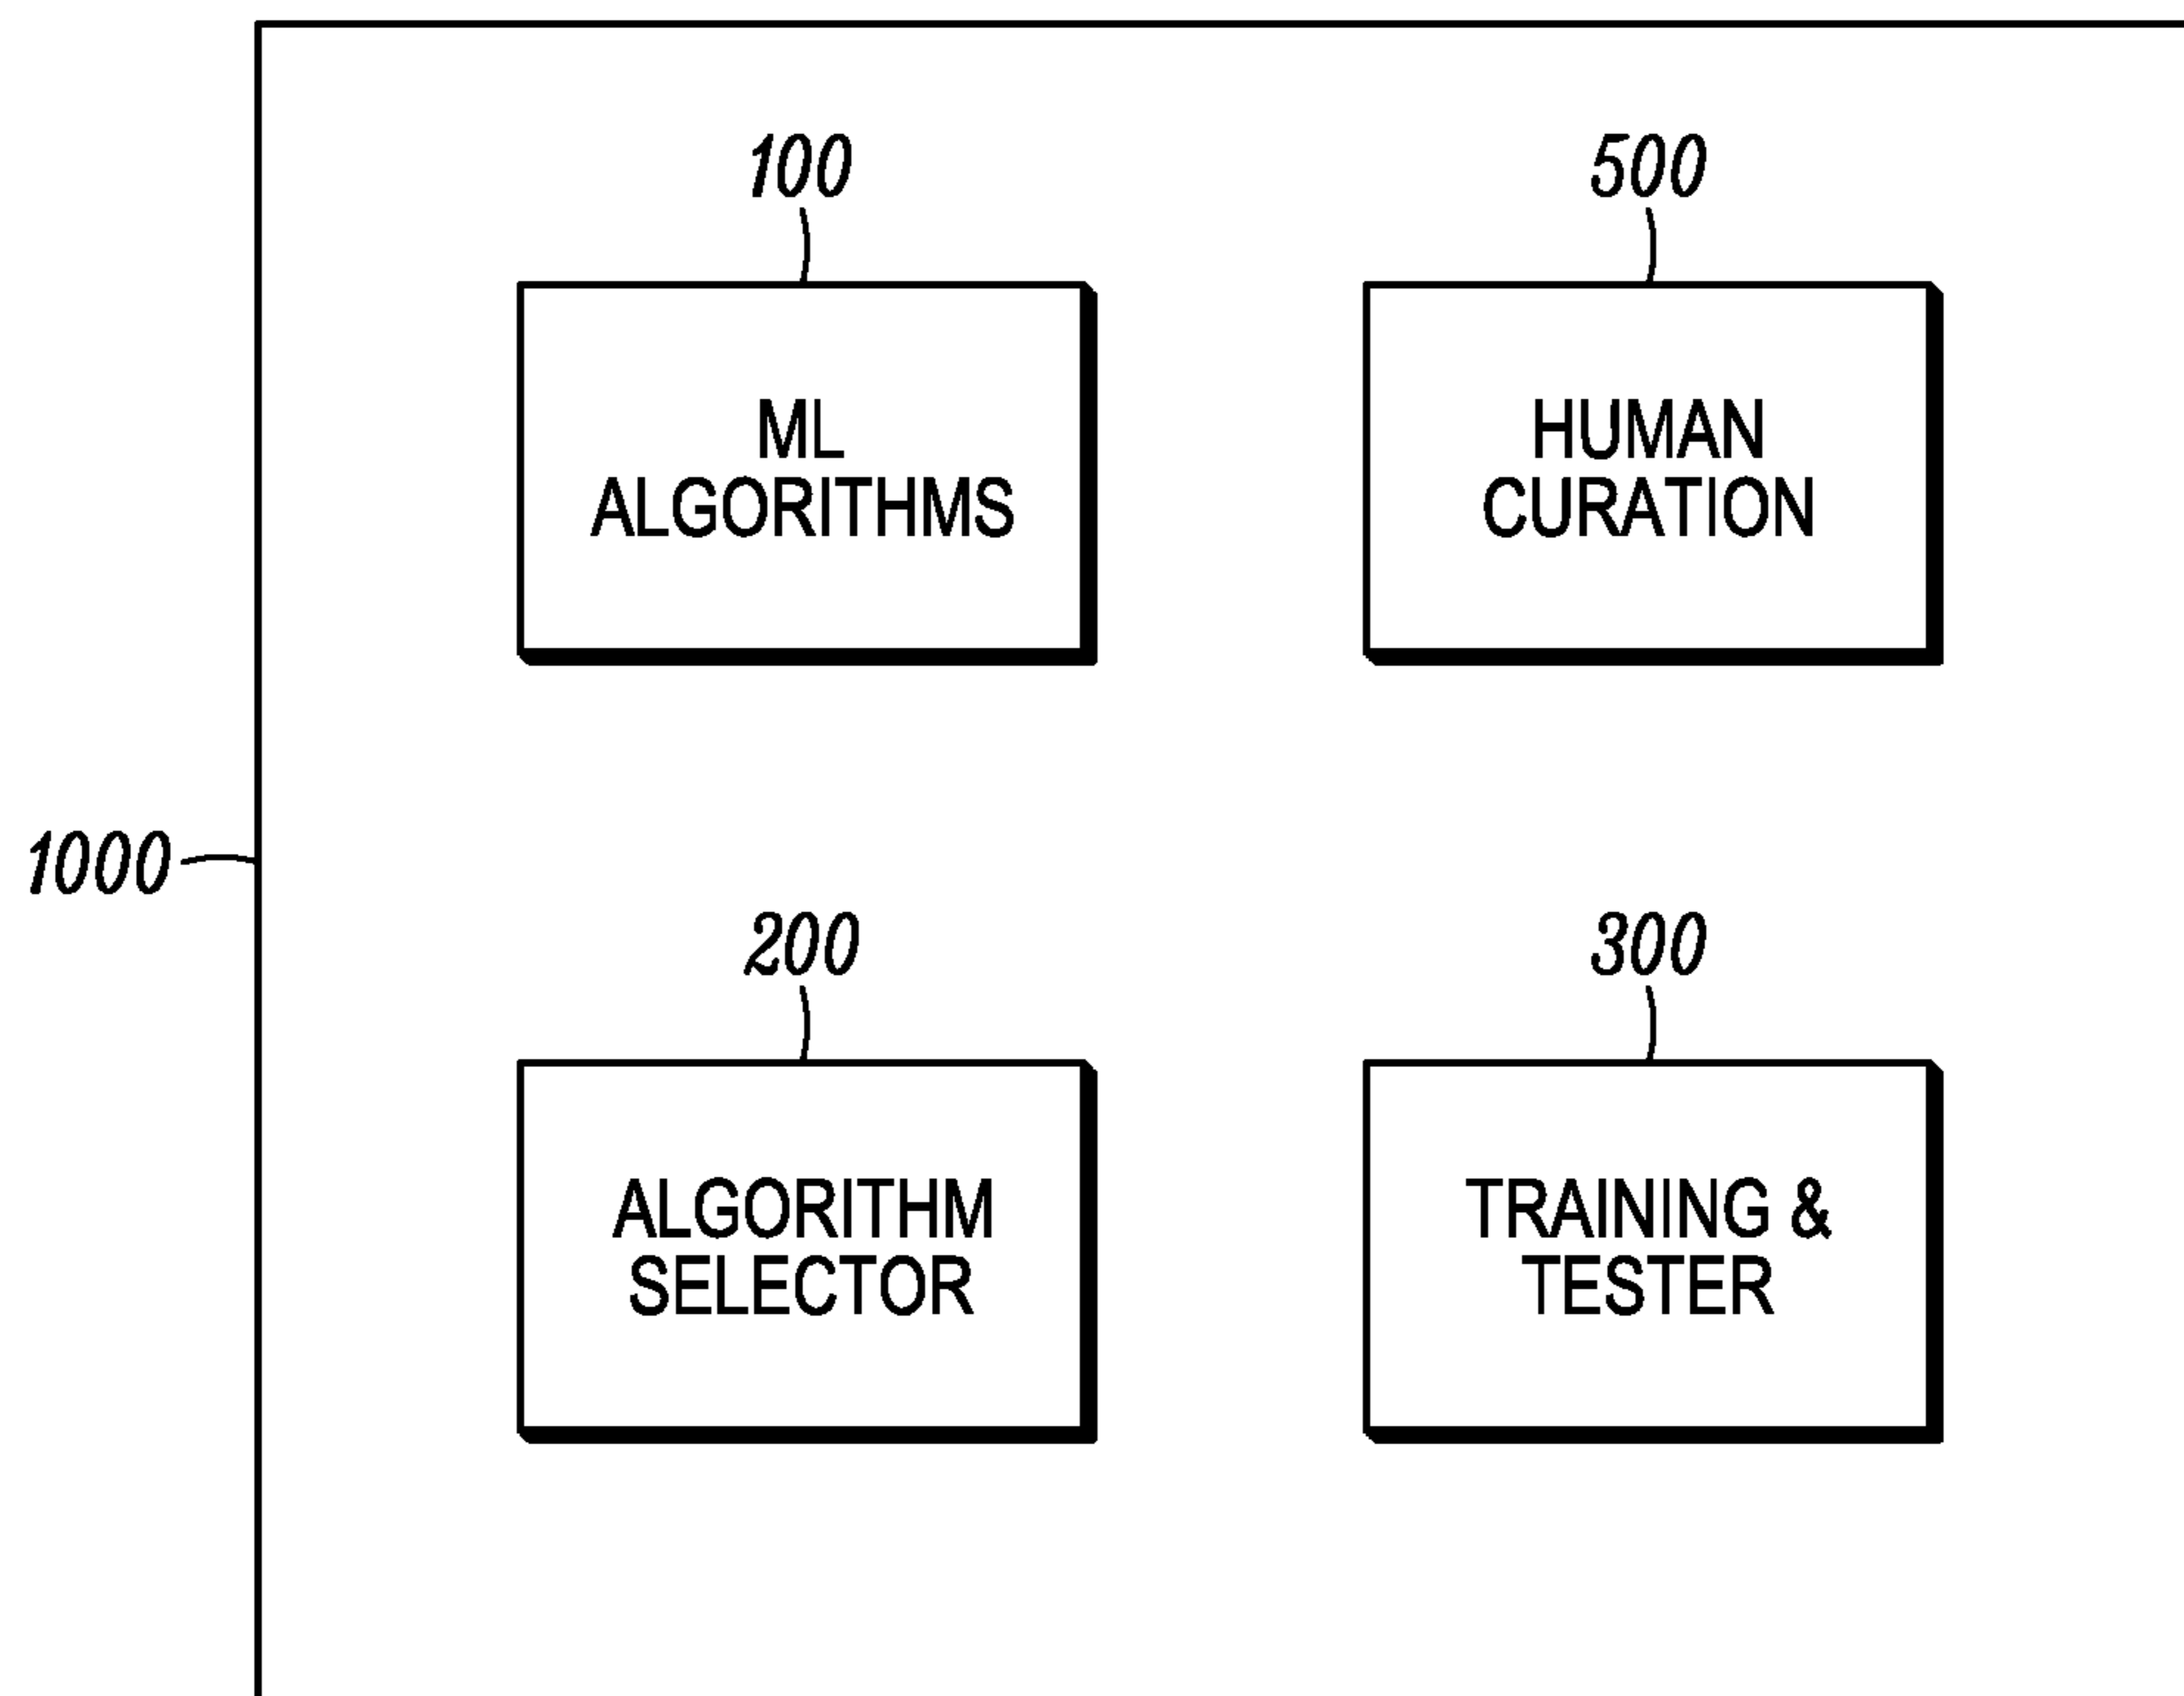 100
500
ML
ALGORITHMS
HUMAN
CURATION
1000
200
300
ALGORITHM
SELECTOR
TRAINING &
TESTER